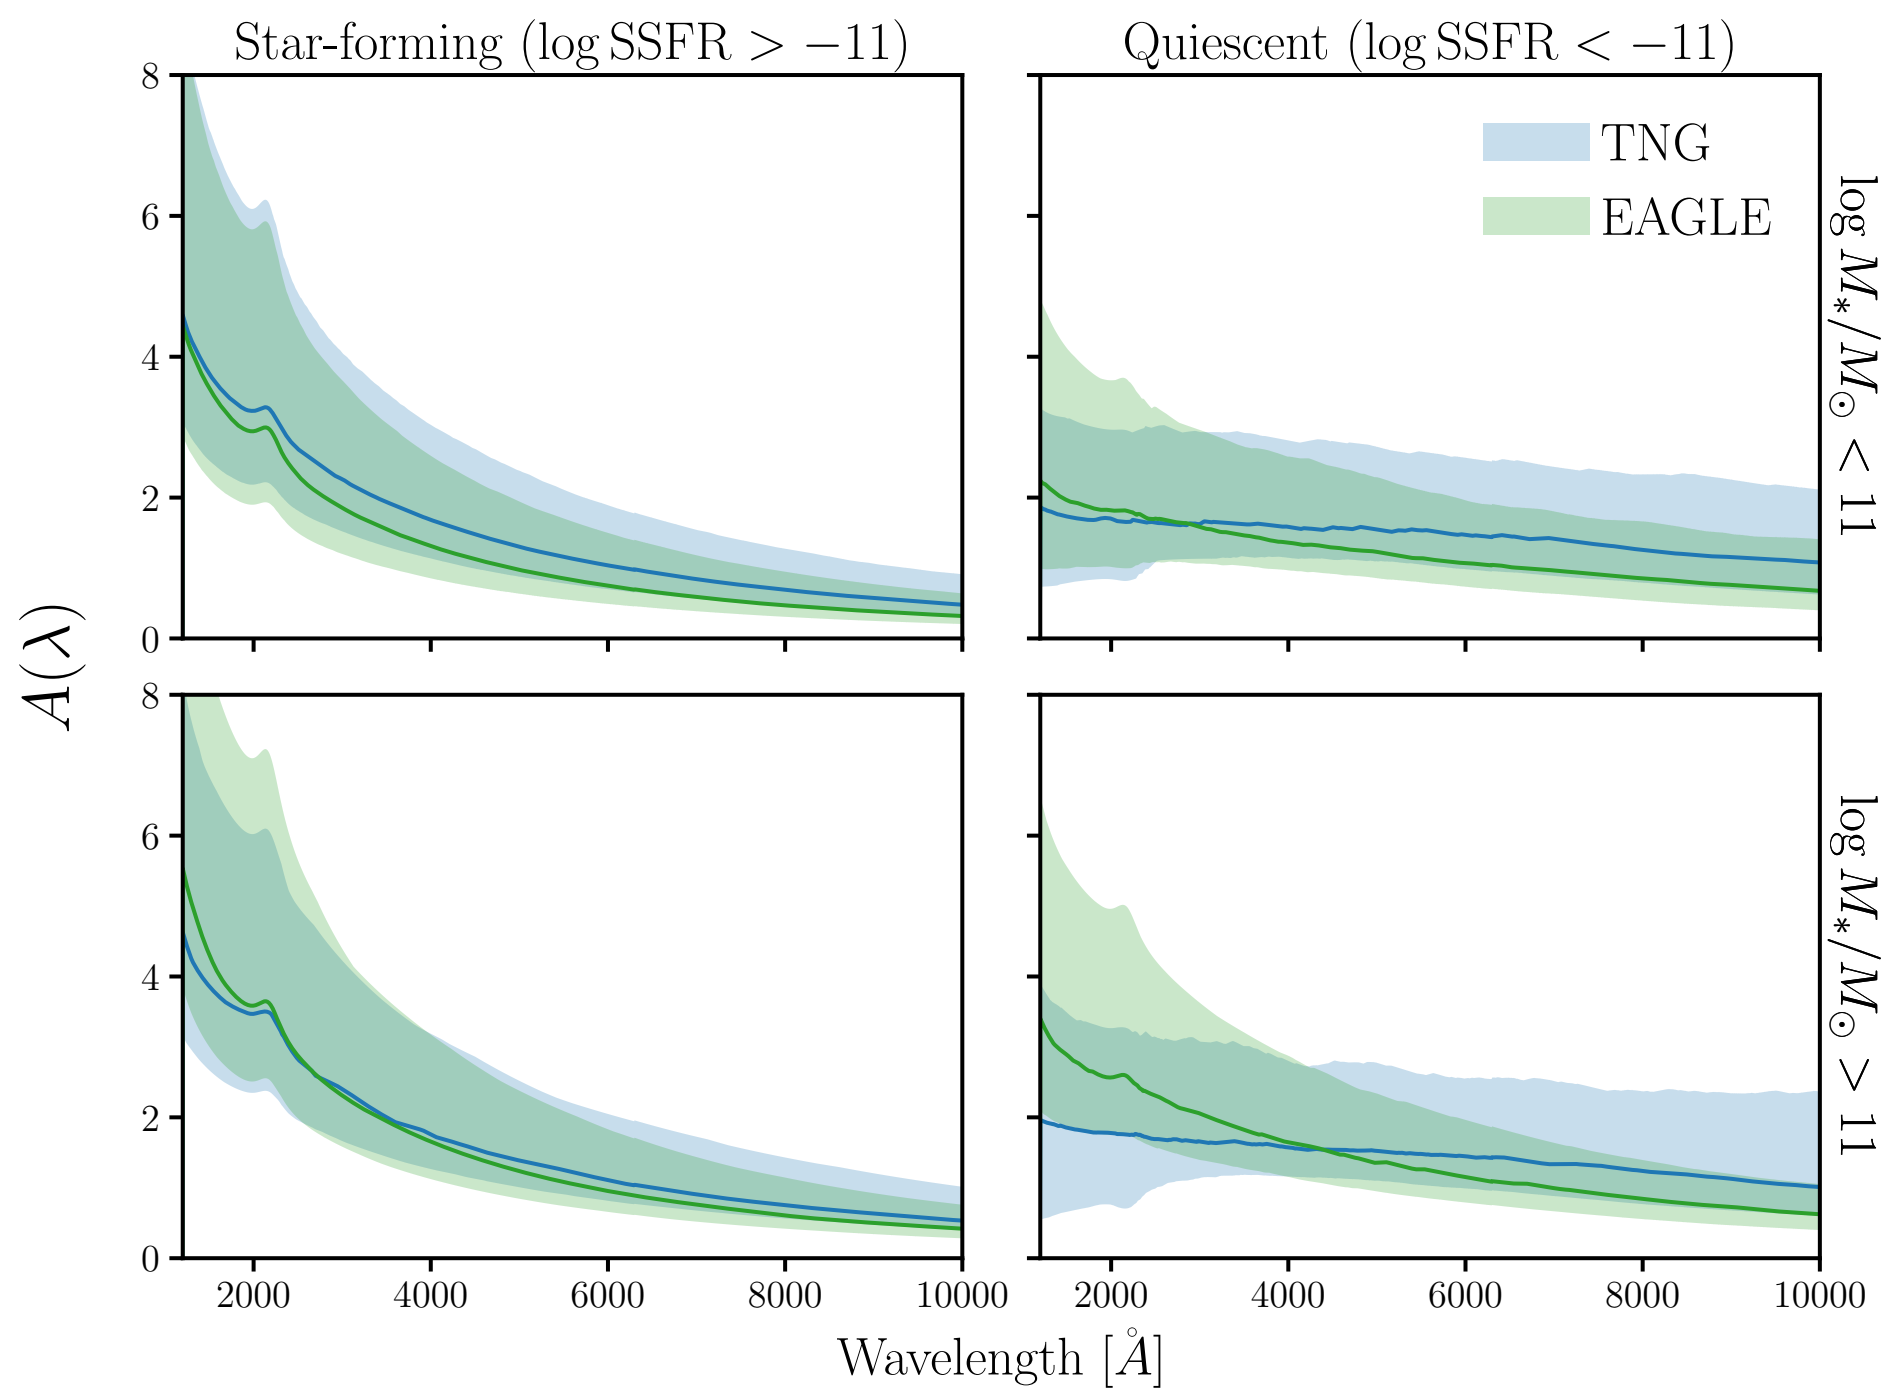 Star-forming (log SSFR > −11)
Quiescent (log SSFR < −11)
8
6
4
2
0
TNG
EAGLE
log M∗/M⊙ < 11
A(λ)
8
6
4
2
0
log M∗/M⊙ > 11
2000 4000 6000 8000 10000
2000 4000 6000 8000 10000
Wavelength [Å]